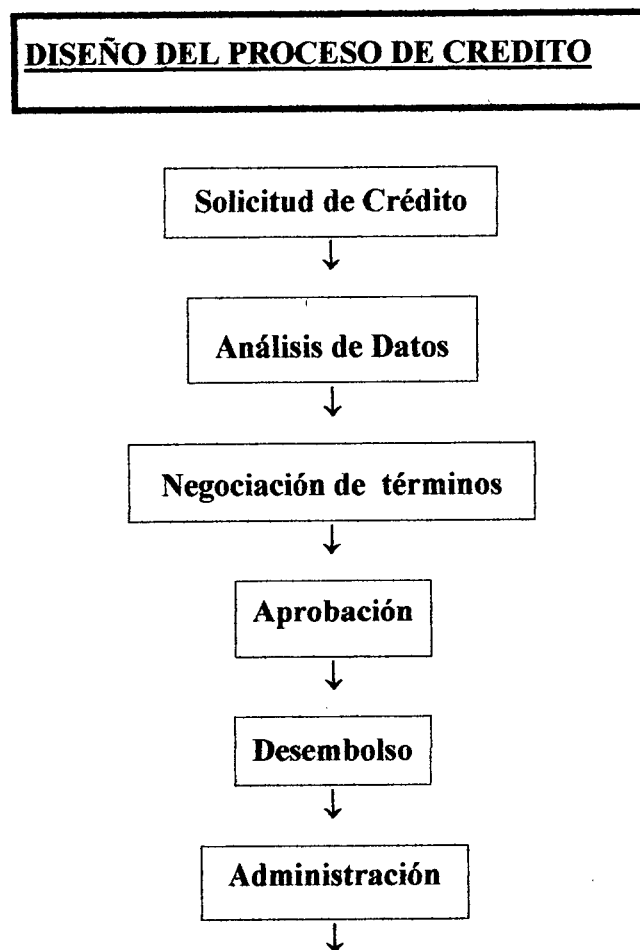 DISEÑO DEL PROCESO DE CREDITO
Solicitud de Crédito
↓
Análisis de Datos
↓
Negociación de términos
↓
Aprobación
↓
Desembolso
↓
Administración
↓